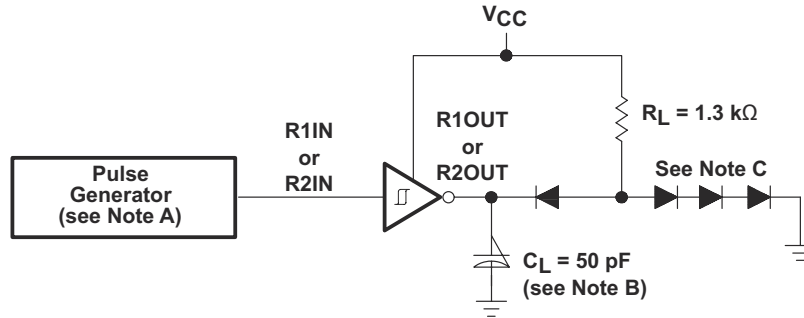 VCC
R1IN
or
R2IN
R1OUT
or
R2OUT
RL = 1.3 kΩ
Pulse
Generator
(see Note A)
See Note C
CL = 50 pF
(see Note B)